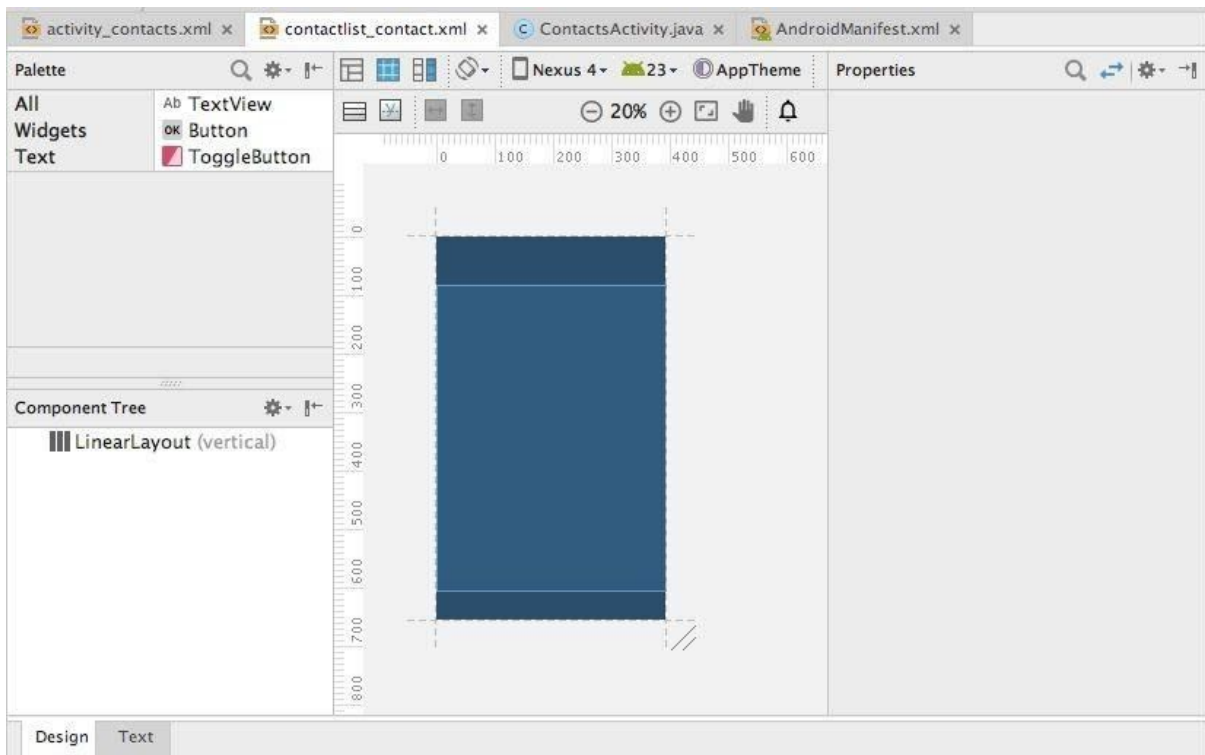 activity_contacts.xml contactlist_contact.xml ContactsActivity.java AndroidManifest.xml
Palette Nexus 4 23 AppTheme Properties
All Ab TextView
Widgets OK Button
Text ToggleButton
20%
0 100 200 300 400 500 600
0
100
200
300
400
500
600
700
800
Component Tree
LinearLayout (vertical)
Design Text